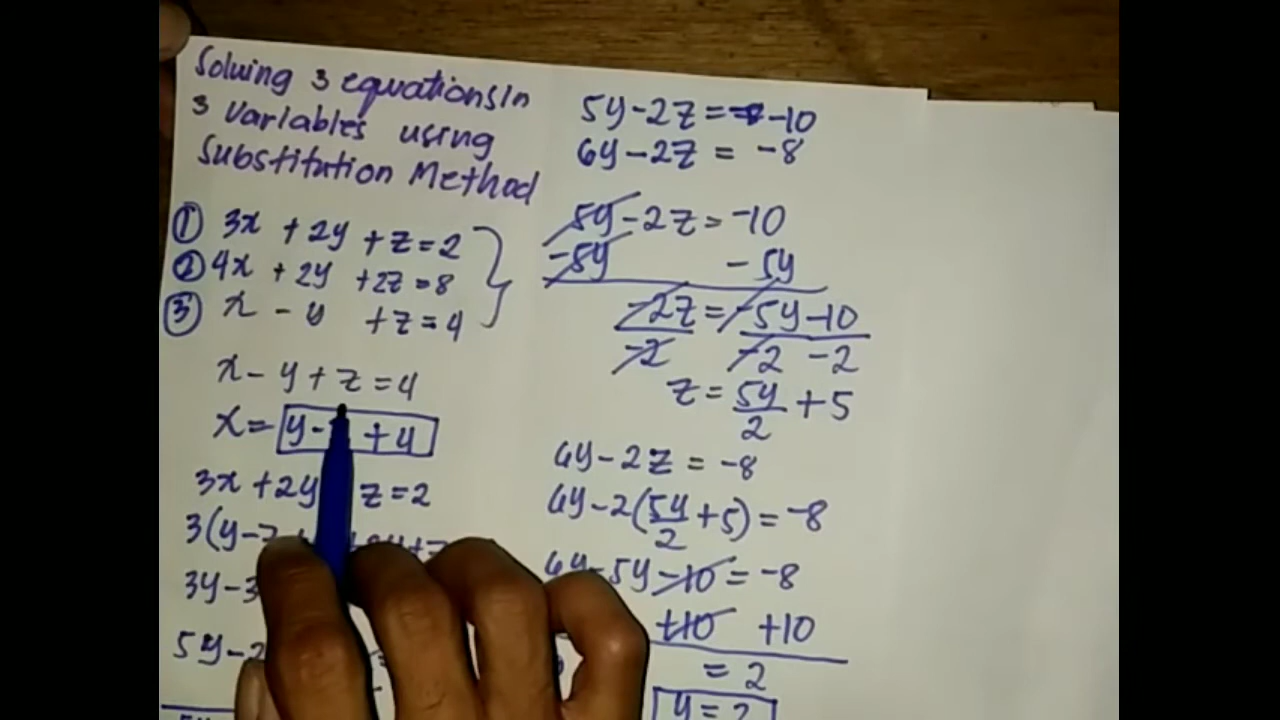 Solving 3 equations in
3 variables using
Substitution Method
① 3x + 2y + z = 2
② 4x + 2y + 2z = 8
③ x - y + z = 4
x - y + z = 4
x = y - + 4
3x + 2y z = 2
3(y - z
3y - 3
5y - 2
5y - 2z = -10
6y - 2z = -8
5y - 2z = -10
-5y - 5y
-2z = -5y - 10
-2 -2 -2
z = 5y/2 + 5
6y - 2z = -8
6y - 2(5y/2 + 5) = -8
6y - 5y - 10 = -8
+10 +10
= 2
y = 2